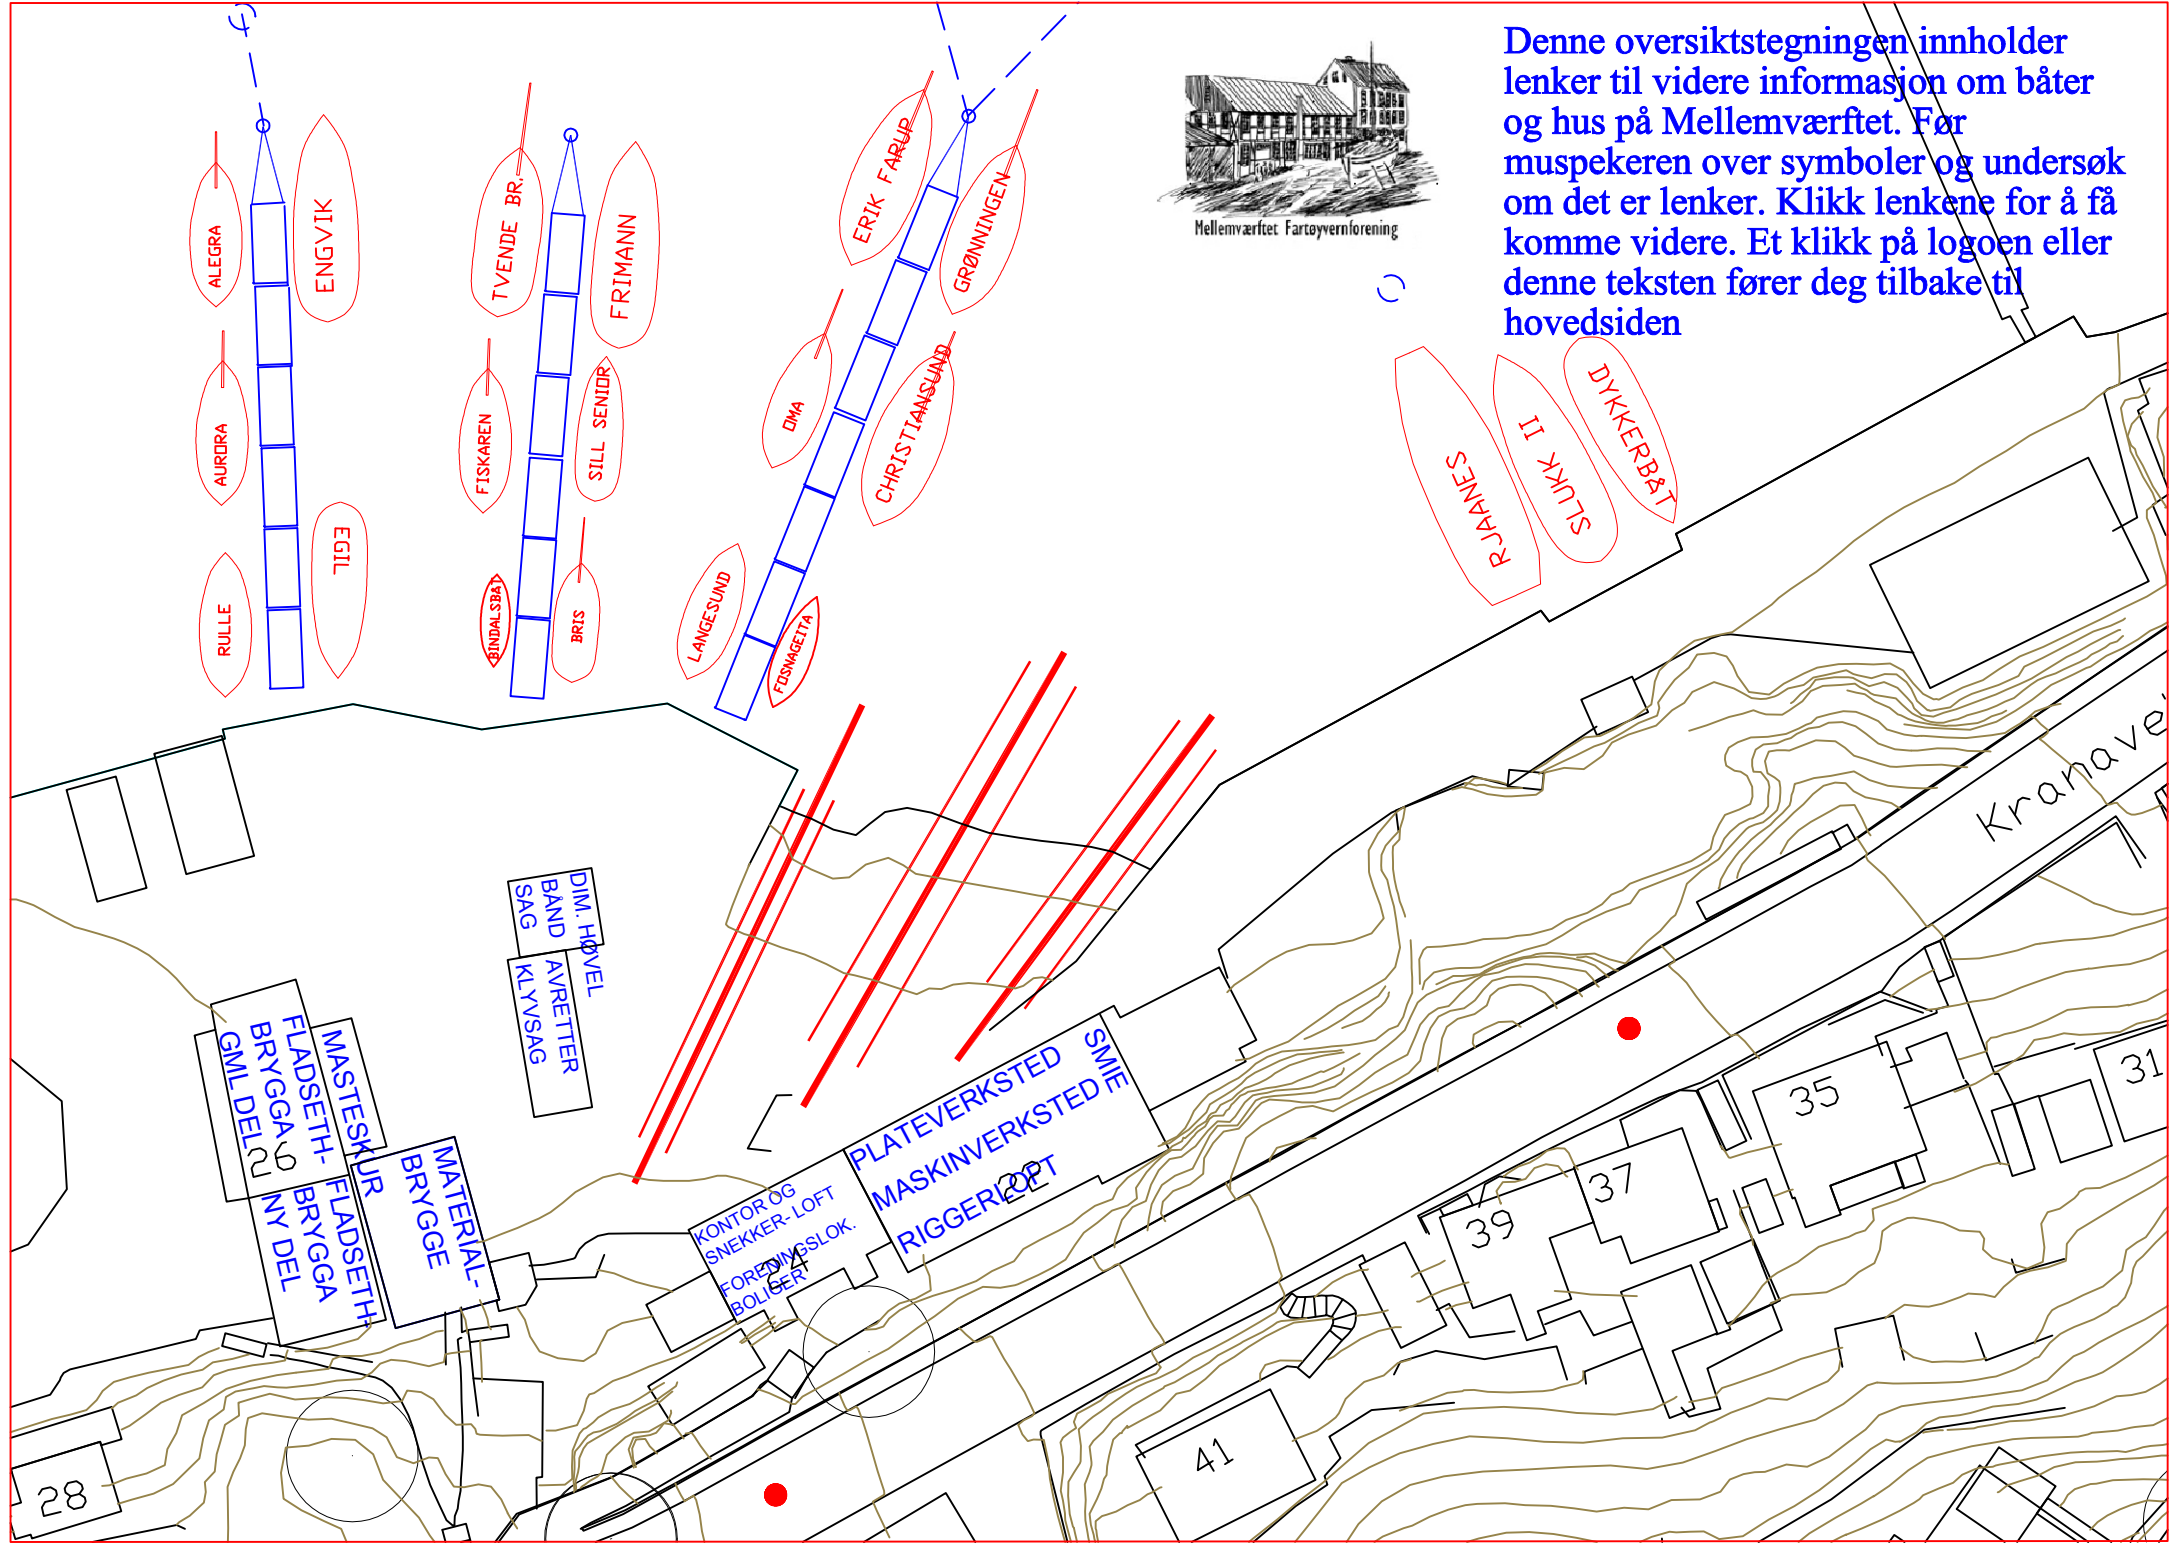 Denne oversiktstegningen innholder
lenker til videre informasjon om båter
og hus på Mellemværftet. Før
muspekeren over symboler og undersøk
om det er lenker. Klikk lenkene for å få
komme videre. Et klikk på logoen eller
denne teksten fører deg tilbake til
hovedsiden
Mellemværftet Fartøyvernforening
ALEGRA
ENGVIK
TVENDE BR.
FRIMANN
ERIK FARUP
GRØNNINGEN
AURORA
FISKAREN
SILL SENIOR
OMA
CHRISTIANSUND
RJAANES
SLUKK II
DYKKERBÅT
EGIL
RULLE
BINDALSBÅT
BRIS
LANGESUND
FOSNAGEITA
Kranave
DIM. HØVEL
BÅND
SAG
AVRETTER
KLYVSAG
MASTESKUR
FLADSETH-
BRYGGA
GML DEL
26
FLADSETH-
BRYGGA
NY DEL
MATERIAL-
BRYGGE
SMIE
PLATEVERKSTED
MASKINVERKSTED
RIGGERLOFT
22
KONTOR OG
SNEKKER- LOFT
FORENINGSLOK.
BOLIGER
24
28
31
35
37
39
41